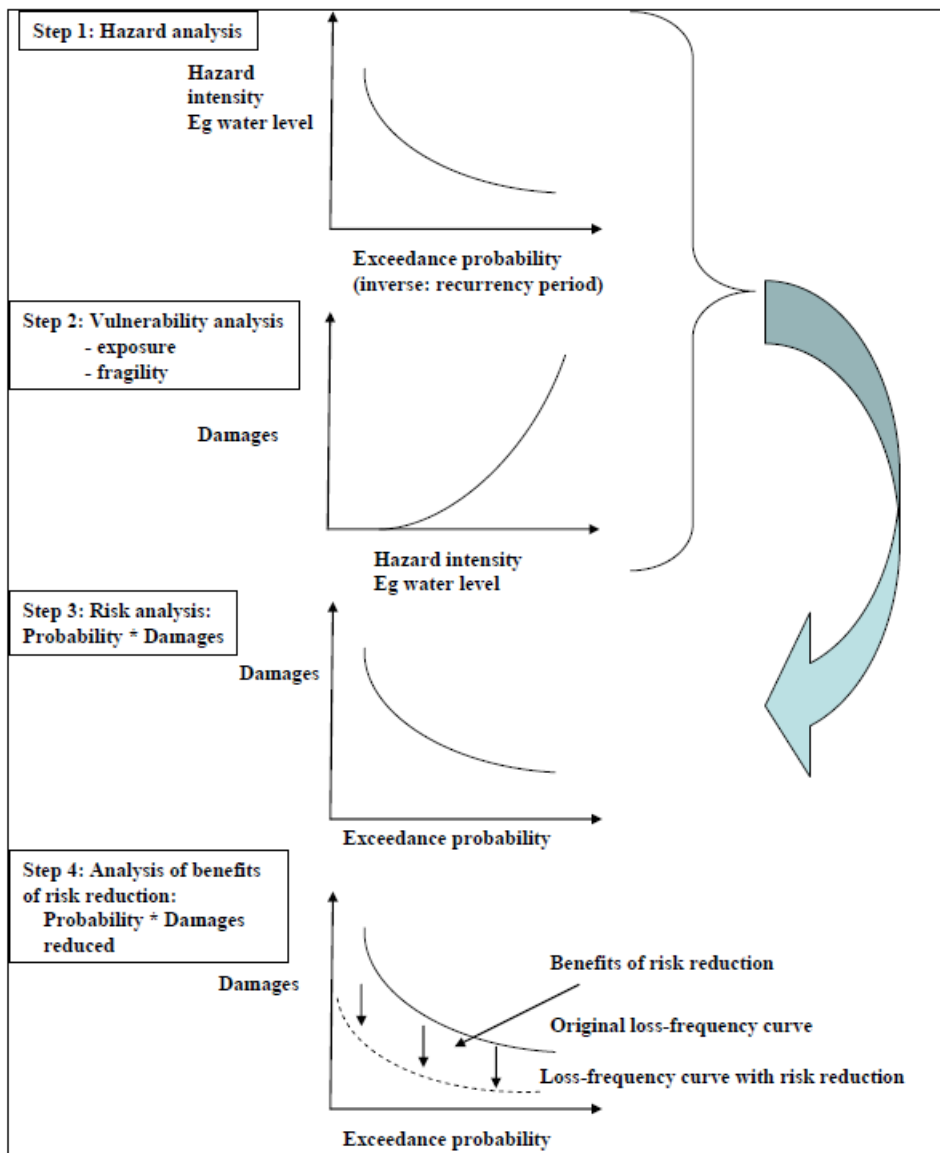 Step 1: Hazard analysis
Hazard
intensity
Eg water level
Exceedance probability
(inverse: recurrency period)
Step 2: Vulnerability analysis
- exposure
- fragility
Damages
Hazard intensity
Eg water level
Step 3: Risk analysis:
Probability * Damages
Damages
Exceedance probability
Step 4: Analysis of benefits
of risk reduction:
Probability * Damages
reduced
Damages
Benefits of risk reduction
Original loss-frequency curve
Loss-frequency curve with risk reduction
Exceedance probability